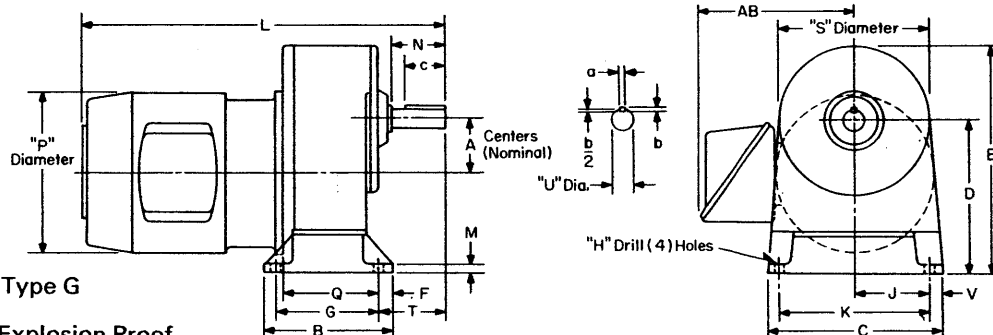 L
AB
"S" Diameter
N
c
a
"P"
Diameter
A
Centers
(Nominal)
b
2
b
"U" Dia.
E
D
M
"H" Drill (4) Holes
Type G
Q
F
G
T
B
J
V
K
C
Explosion Proof